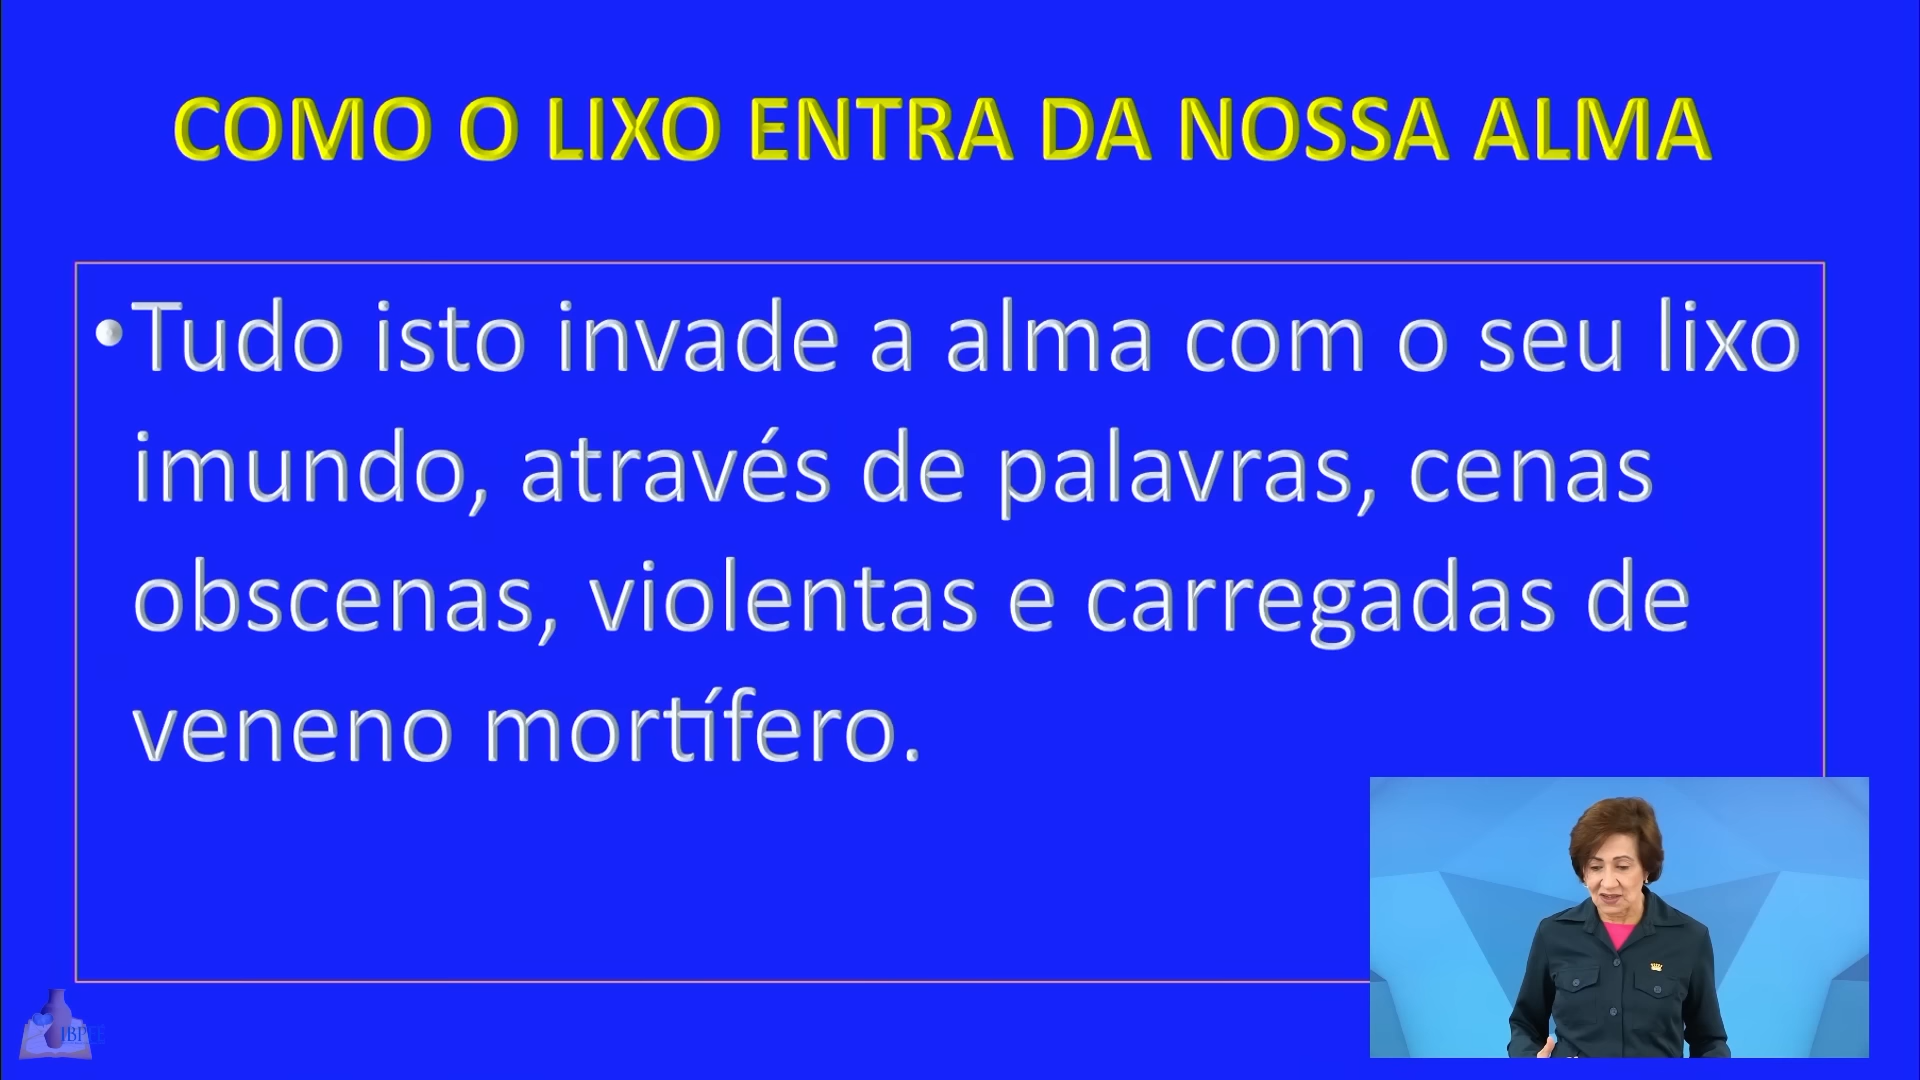 COMO O LIXO ENTRA DA NOSSA ALMA
•Tudo isto invade a alma com o seu lixo
imundo, através de palavras, cenas
obscenas, violentas e carregadas de
veneno mortífero.